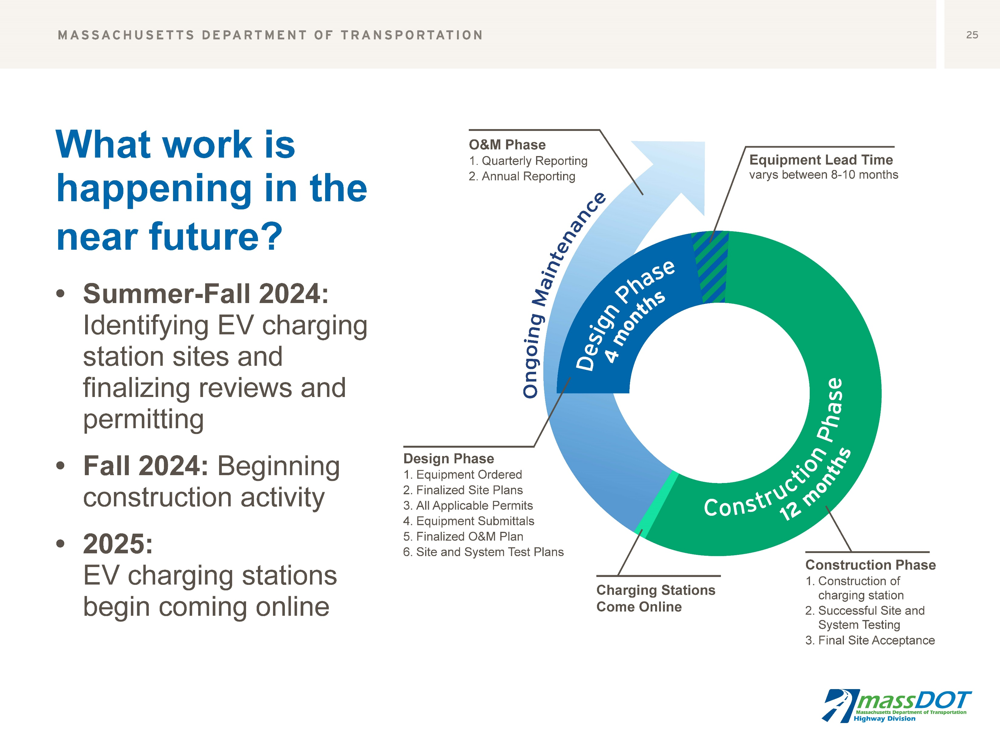 MASSACHUSETTS DEPARTMENT OF TRANSPORTATION
25
What work is
happening in the
near future?
• Summer-Fall 2024:
Identifying EV charging
station sites and
finalizing reviews and
permitting
• Fall 2024: Beginning
construction activity
• 2025:
EV charging stations
begin coming online
O&M Phase
1. Quarterly Reporting
2. Annual Reporting
Equipment Lead Time
varys between 8-10 months
Ongoing Maintenance
Design Phase
4 months
Construction Phase
12 months
Design Phase
1. Equipment Ordered
2. Finalized Site Plans
3. All Applicable Permits
4. Equipment Submittals
5. Finalized O&M Plan
6. Site and System Test Plans
Charging Stations
Come Online
Construction Phase
1. Construction of
charging station
2. Successful Site and
System Testing
3. Final Site Acceptance
massDOT
Massachusetts Department of Transportation
Highway Division